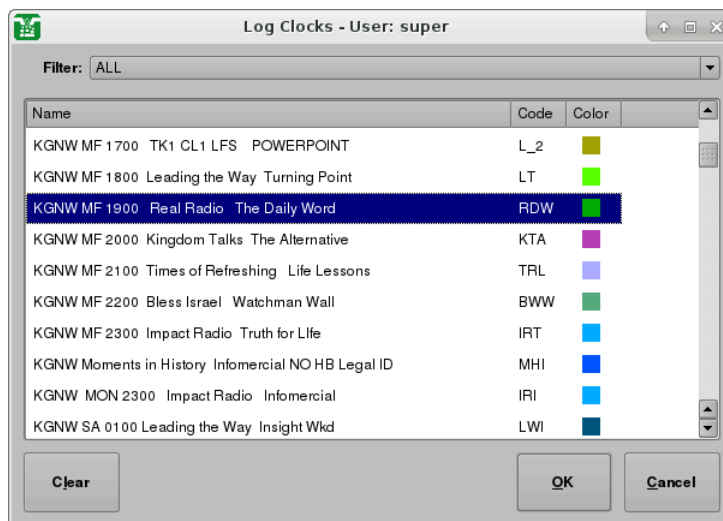 Log Clocks - User: super
Filter: ALL
Name Code Color
KGNW MF 1700 TK1 CL1 LFS POWERPOINT L_2
KGNW MF 1800 Leading the Way Turning Point LT
KGNW MF 1900 Real Radio The Daily Word RDW
KGNW MF 2000 Kingdom Talks The Alternative KTA
KGNW MF 2100 Times of Refreshing Life Lessons TRL
KGNW MF 2200 Bless Israel Watchman Wall BWW
KGNW MF 2300 Impact Radio Truth for LIfe IRT
KGNW Moments in History Infomercial NO HB Legal ID MHI
KGNW MON 2300 Impact Radio Infomercial IRI
KGNW SA 0100 Leading the Way Insight Wkd LWI
Clear OK Cancel